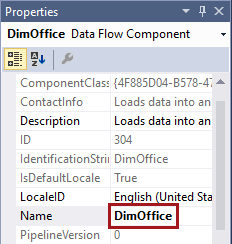 Properties
DimOffice Data Flow Component
ComponentClass {4F885D04-B578-47
ContactInfo Loads data into an
Description Loads data into an
ID 304
IdentificationString DimOffice
IsDefaultLocale True
LocaleID English (United Sta
Name DimOffice
PipelineVersion 0